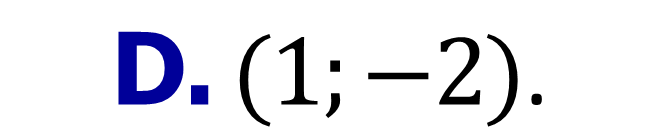 D. (1; −2).